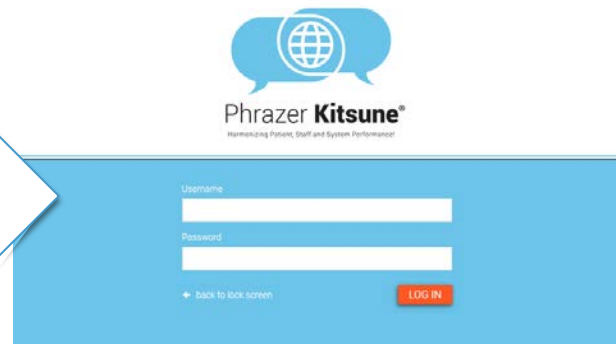 Phrazer Kitsune®
Harmonizing Patient, Staff and System Performance!
Username
Password
back to lock screen
LOG IN